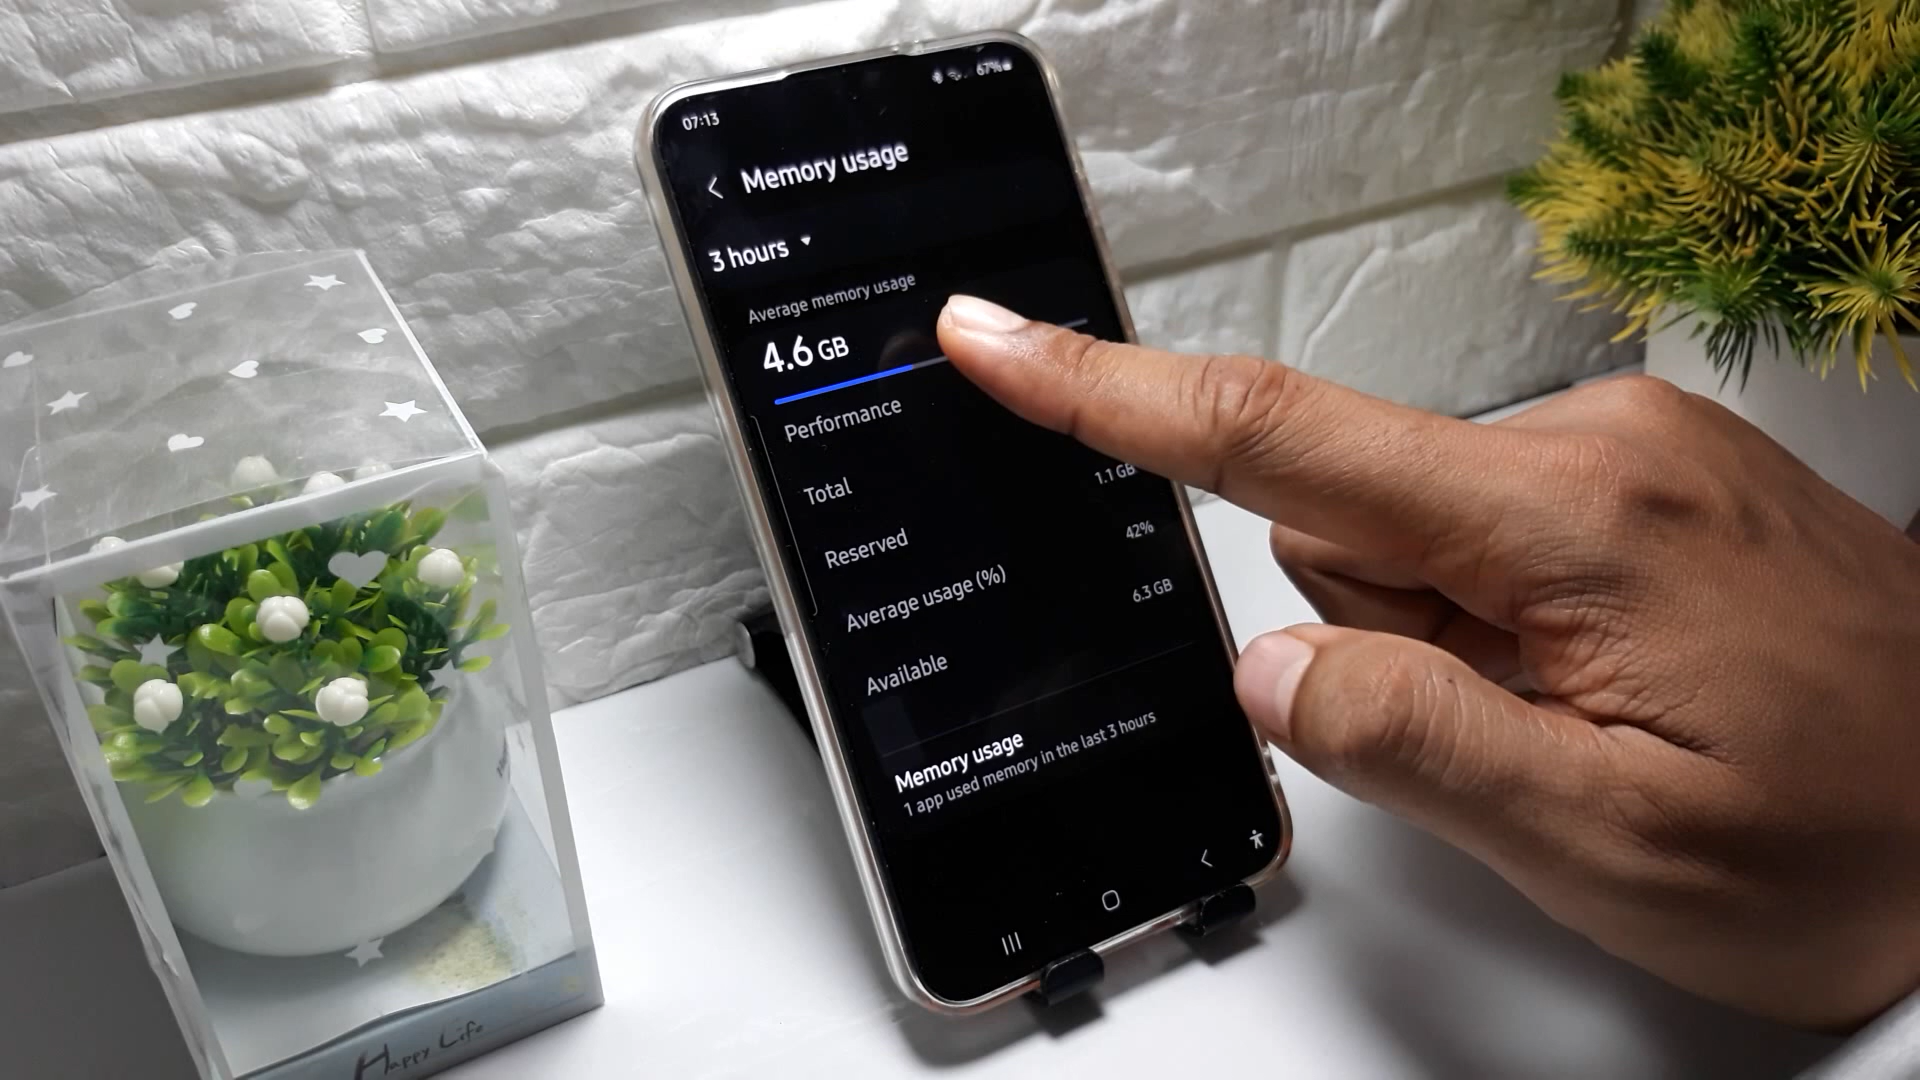 07:13 67%
Memory usage
3 hours
Average memory usage
4.6 GB
Performance
Total
Reserved 1.1 GB
Average usage (%) 42%
Available 6.3 GB
Memory usage
1 app used memory in the last 3 hours
Happy Life